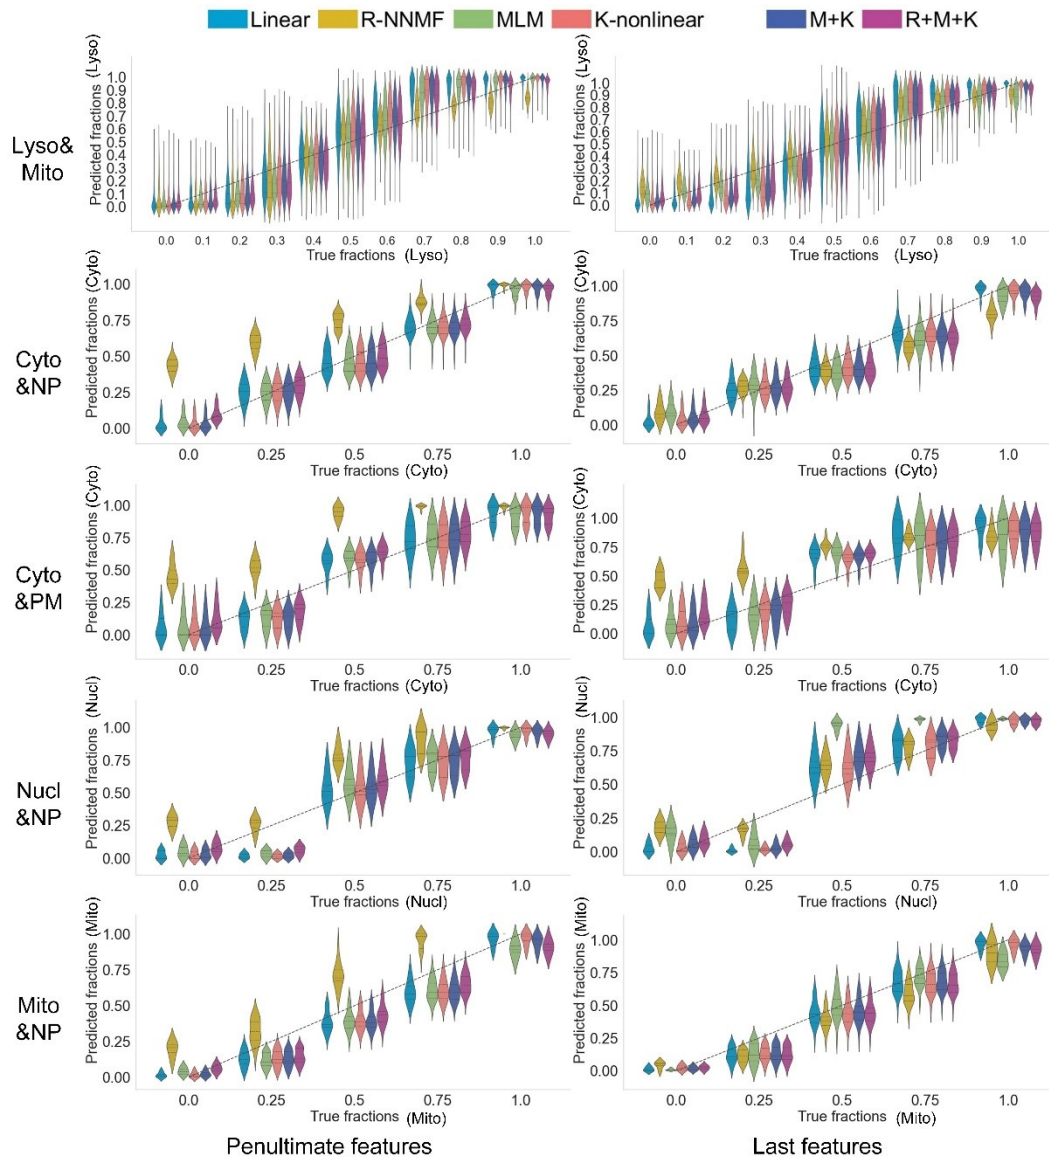 Linear R-NNMF MLM K-nonlinear M+K R+M+K
Lyso&
Mito
Predicted fractions (Lyso)
1.0
0.9
0.8
0.7
0.6
0.5
0.4
0.3
0.2
0.1
0.0
0.0 0.1 0.2 0.3 0.4 0.5 0.6 0.7 0.8 0.9 1.0
True fractions (Lyso)
Predicted fractions (Lyso)
1.0
0.9
0.8
0.7
0.6
0.5
0.4
0.3
0.2
0.1
0.0
0.0 0.1 0.2 0.3 0.4 0.5 0.6 0.7 0.8 0.9 1.0
True fractions (Lyso)
Cyto
&NP
Predicted fractions (Cyto)
1.00
0.75
0.50
0.25
0.00
0.0 0.25 0.5 0.75 1.0
True fractions (Cyto)
Predicted fractions (Cyto)
1.00
0.75
0.50
0.25
0.00
0.0 0.25 0.5 0.75 1.0
True fractions (Cyto)
Cyto
&PM
Predicted fractions (Cyto)
1.00
0.75
0.50
0.25
0.00
0.0 0.25 0.5 0.75 1.0
True fractions (Cyto)
Predicted fractions (Cyto)
1.00
0.75
0.50
0.25
0.00
0.0 0.25 0.5 0.75 1.0
True fractions (Cyto)
Nucl
&NP
Predicted fractions (Nucl)
1.00
0.75
0.50
0.25
0.00
0.0 0.25 0.5 0.75 1.0
True fractions (Nucl)
Predicted fractions (Nucl)
1.00
0.75
0.50
0.25
0.00
0.0 0.25 0.5 0.75 1.0
True fractions (Nucl)
Mito
&NP
Predicted fractions (Mito)
1.00
0.75
0.50
0.25
0.00
0.0 0.25 0.5 0.75 1.0
True fractions (Mito)
Predicted fractions (Mito)
1.00
0.75
0.50
0.25
0.00
0.0 0.25 0.5 0.75 1.0
True fractions (Mito)
Penultimate features
Last features